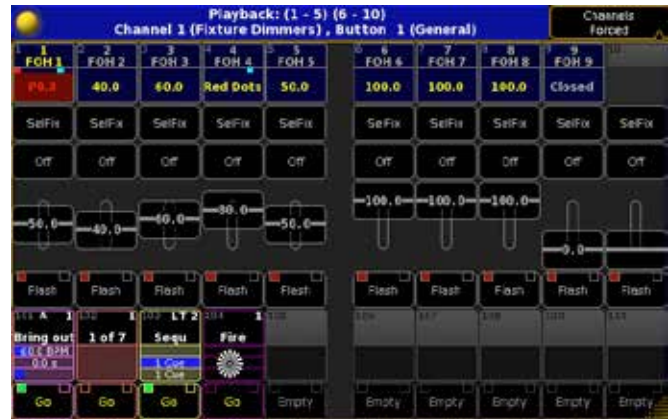 Playback: (1 - 5) (6 - 10)
Channel 1 (Fixture Dimmers) , Button 1 (General)
Channels
Forced
1 2 3 4 5 6 7 8 9
FOH 1 FOH 2 FOH 3 FOH 4 FOH 5 FOH 6 FOH 7 FOH 8 FOH 9
40.0 60.0 Red Dots 50.0 100.0 100.0 100.0 Closed
SelFix SelFix SelFix SelFix SelFix SelFix SelFix SelFix SelFix SelFix
Off Off Off Off Off Off Off Off Off Off
50.0 40.0 60.0 80.0 50.0 100.0 100.0 100.0 0.0
Flash Flash Flash Flash Flash Flash Flash Flash Flash Flash
A 1 1 LT 2 1
Bring out 1 of 7 Sequ Fire
BPM
0.0 s 1 Cue
1 Cue
Go Go Go Go Empty Empty Empty Empty Empty Empty